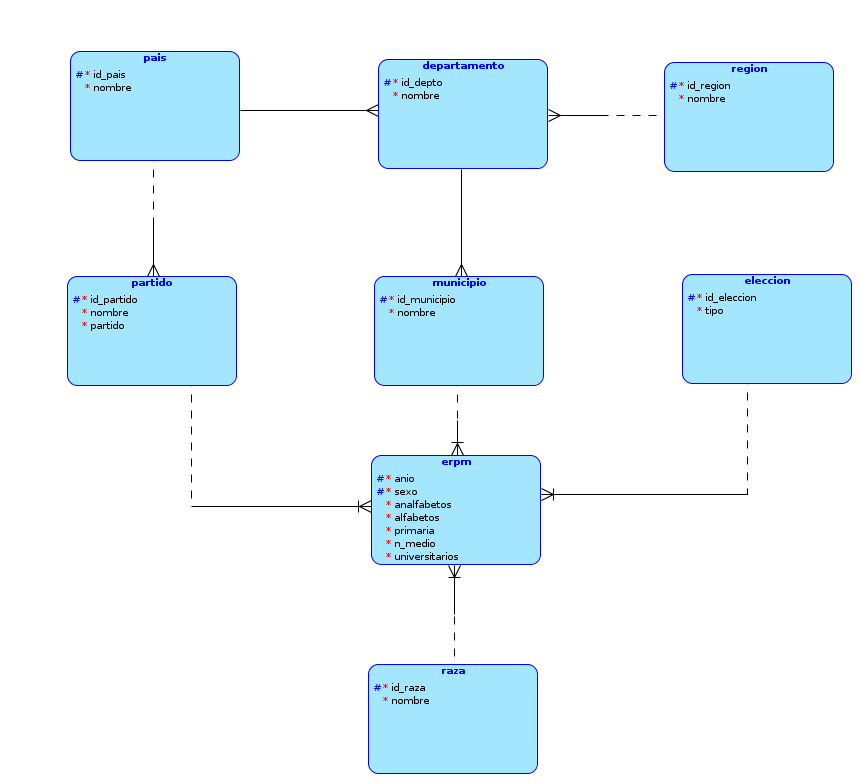 pais
#* id_pais
* nombre
departamento
#* id_depto
* nombre
region
#* id_region
* nombre
partido
#* id_partido
* nombre
* partido
municipio
#* id_municipio
* nombre
eleccion
#* id_eleccion
* tipo
erpm
#* anio
#* sexo
* analfabetos
* alfabetos
* primaria
* n_medio
* universitarios
raza
#* id_raza
* nombre